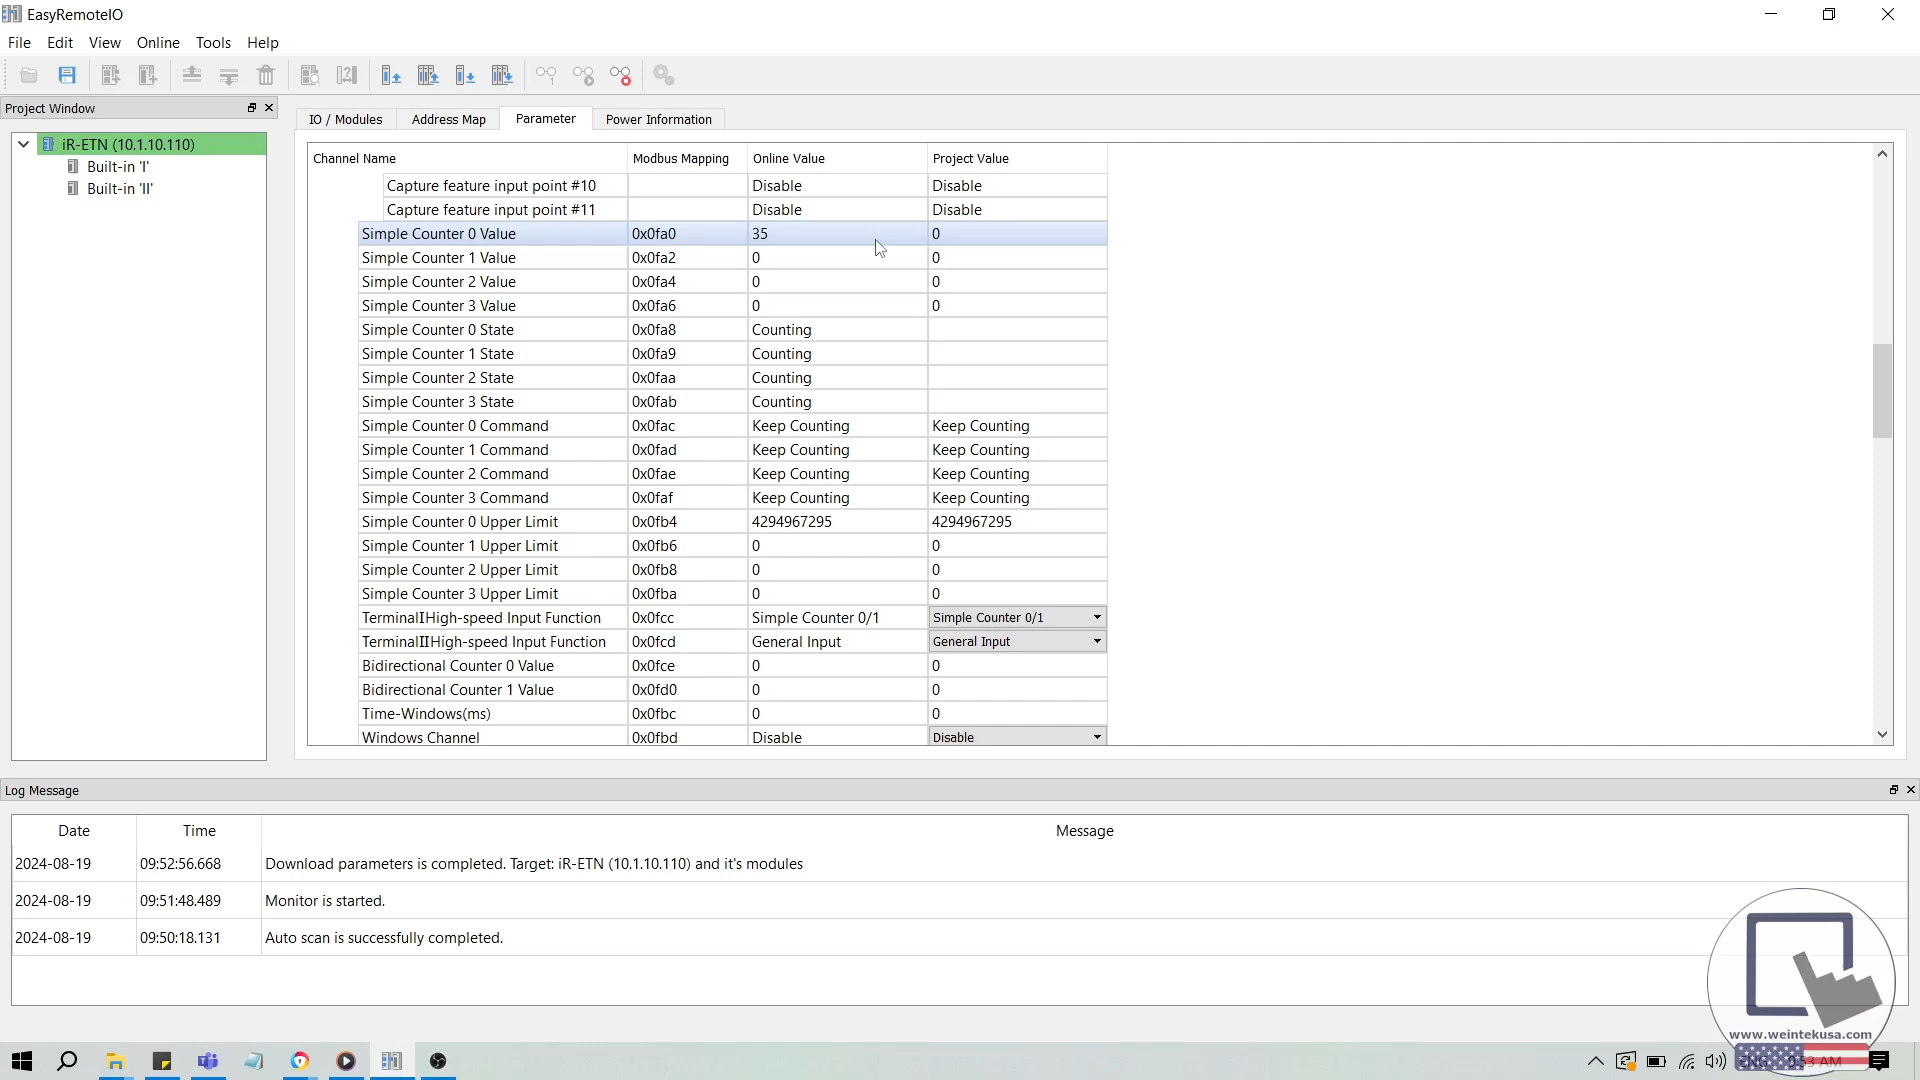 EasyRemoteIO
File Edit View Online Tools Help
Project Window
iR-ETN (10.1.10.110)
Built-in 'I'
Built-in 'II'
IO / Modules Address Map Parameter Power Information
Channel Name Modbus Mapping Online Value Project Value
Capture feature input point #10 Disable Disable
Capture feature input point #11 Disable Disable
Simple Counter 0 Value 0x0fa0 35 0
Simple Counter 1 Value 0x0fa2 0 0
Simple Counter 2 Value 0x0fa4 0 0
Simple Counter 3 Value 0x0fa6 0 0
Simple Counter 0 State 0x0fa8 Counting
Simple Counter 1 State 0x0fa9 Counting
Simple Counter 2 State 0x0faa Counting
Simple Counter 3 State 0x0fab Counting
Simple Counter 0 Command 0x0fac Keep Counting Keep Counting
Simple Counter 1 Command 0x0fad Keep Counting Keep Counting
Simple Counter 2 Command 0x0fae Keep Counting Keep Counting
Simple Counter 3 Command 0x0faf Keep Counting Keep Counting
Simple Counter 0 Upper Limit 0x0fb4 4294967295 4294967295
Simple Counter 1 Upper Limit 0x0fb6 0 0
Simple Counter 2 Upper Limit 0x0fb8 0 0
Simple Counter 3 Upper Limit 0x0fba 0 0
TerminalⅠHigh-speed Input Function 0x0fcc Simple Counter 0/1 Simple Counter 0/1
TerminalⅡHigh-speed Input Function 0x0fcd General Input General Input
Bidirectional Counter 0 Value 0x0fce 0 0
Bidirectional Counter 1 Value 0x0fd0 0 0
Time-Windows(ms) 0x0fbc 0 0
Windows Channel 0x0fbd Disable Disable
Log Message
Date Time Message
2024-08-19 09:52:56.668 Download parameters is completed. Target: iR-ETN (10.1.10.110) and it's modules
2024-08-19 09:51:48.489 Monitor is started.
2024-08-19 09:50:18.131 Auto scan is successfully completed.
www.weintekusa.com
9:53 AM